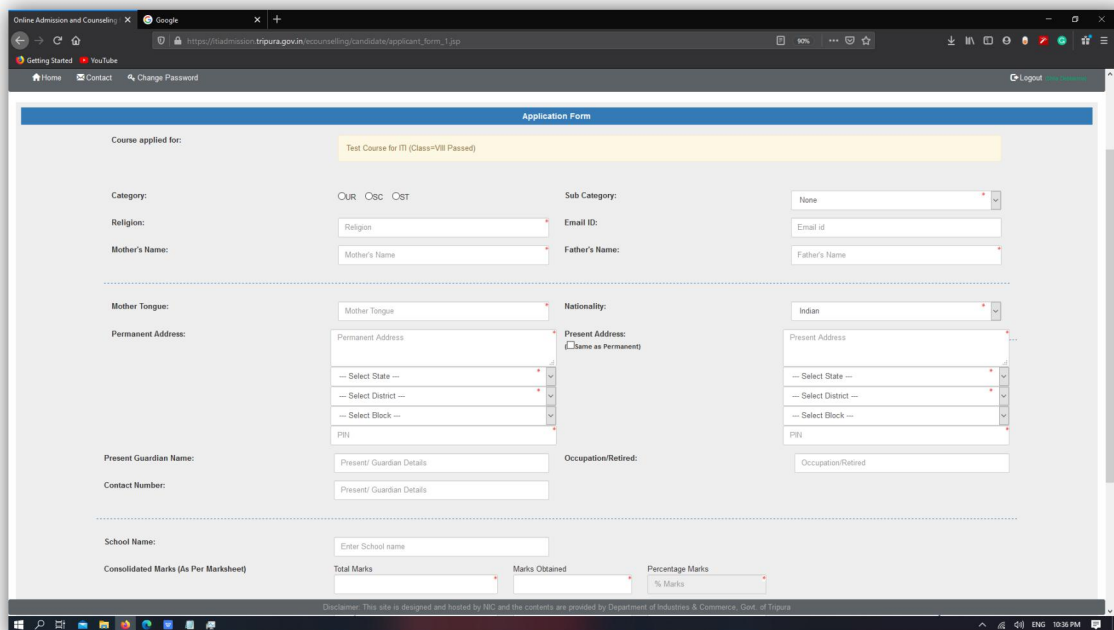 Online Admission and Counseling
Google
https://itiadmission.tripura.gov.in/ecounselling/candidate/applicant_form_1.jsp
90%
Getting Started
YouTube
Home
Contact
Change Password
Logout
Application Form
Course applied for:
Test Course for ITI (Class=VIII Passed)
Category:
UR SC ST
Sub Category:
None *
Religion:
Religion *
Email ID:
Email id
Mother's Name:
Mother's Name *
Father's Name:
Father's Name *
Mother Tongue:
Mother Tongue *
Nationality:
Indian *
Permanent Address:
Permanent Address *
Present Address:
(Same as Permanent)
Present Address *
--- Select State --- *
--- Select State --- *
--- Select District --- *
--- Select District --- *
--- Select Block ---
--- Select Block ---
PIN *
PIN *
Present Guardian Name:
Present/ Guardian Details
Occupation/Retired:
Occupation/Retired
Contact Number:
Present/ Guardian Details
School Name:
Enter School name
Consolidated Marks (As Per Marksheet)
Total Marks *
Marks Obtained *
Percentage Marks
% Marks *
Disclaimer: This site is designed and hosted by NIC and the contents are provided by Department of Industries & Commerce, Govt. of Tripura
ENG 10:36 PM